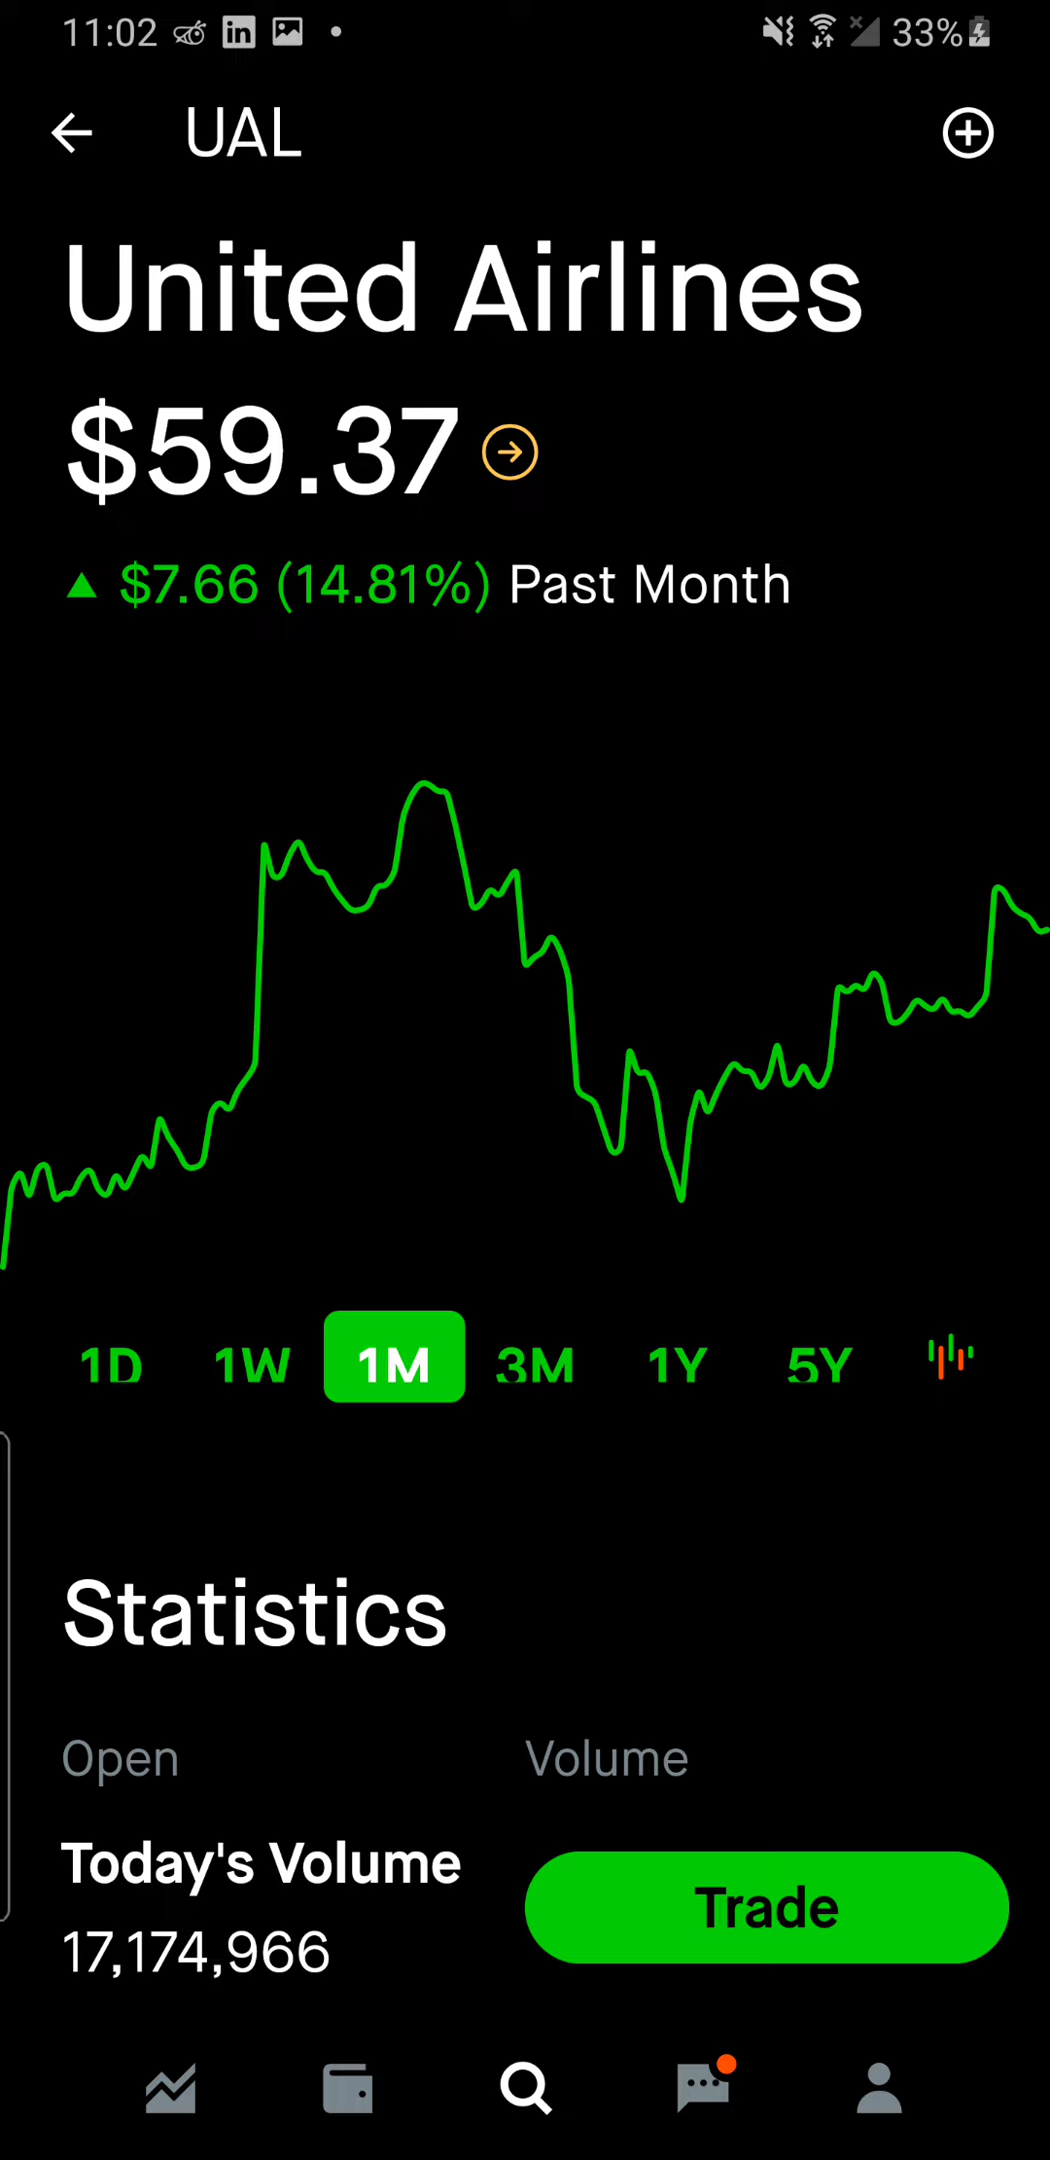 11:02 in 33%
UAL
United Airlines
$59.37
$7.66 (14.81%) Past Month
1D 1W 1M 3M 1Y 5Y
Statistics
Open Volume
Today's Volume
Trade
17,174,966